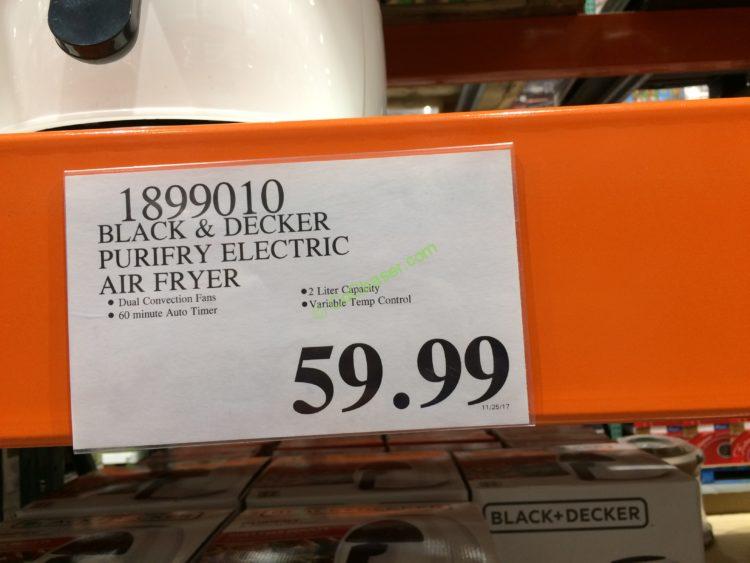 1899010
BLACK & DECKER
PURIFRY ELECTRIC
AIR FRYER
• Dual Convection Fans
• 60 minute Auto Timer
• 2 Liter Capacity
• Variable Temp Control
59.99
11/25/17
BLACK+DECKER